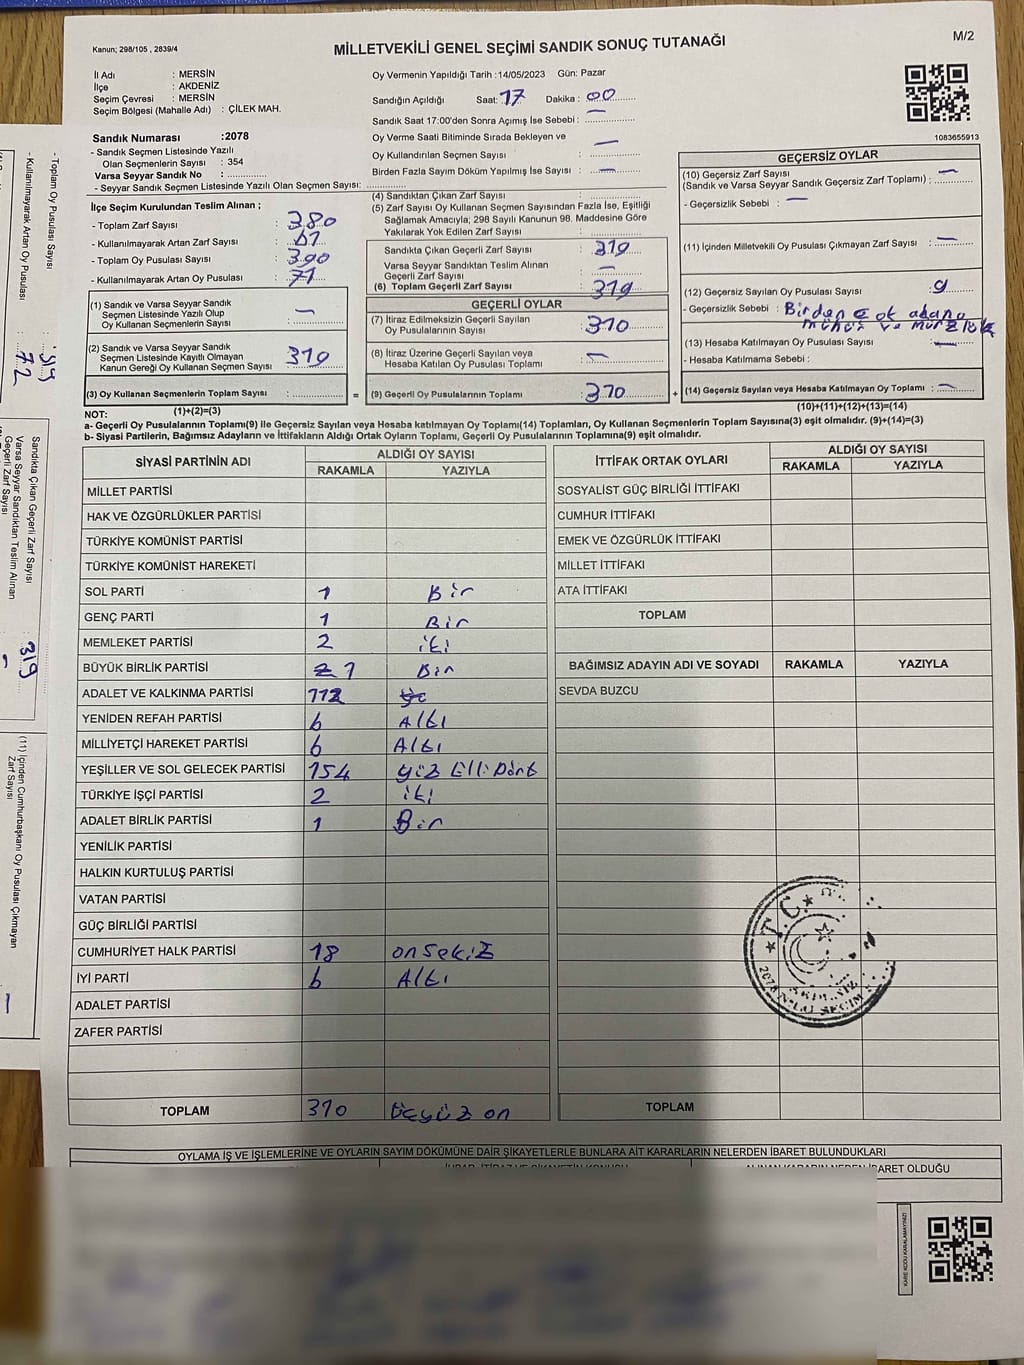 Kanun; 298/105 , 2839/4
MİLLETVEKİLİ GENEL SEÇİMİ SANDIK SONUÇ TUTANAĞI
M/2
İl Adı : MERSİN
İlçe : AKDENİZ
Seçim Çevresi : MERSİN
Seçim Bölgesi (Mahalle Adı) : ÇİLEK MAH.
Oy Vermenin Yapıldığı Tarih :14/05/2023 Gün: Pazar
Sandığın Açıldığı Saat: 17 Dakika : 00
Sandık Saat 17:00'den Sonra Açımış İse Sebebi : —
Oy Verme Saati Bitiminde Sırada Bekleyen ve
Oy Kullandırılan Seçmen Sayısı : —
Birden Fazla Sayım Döküm Yapılmış İse Sayısı : —
1083655913
Sandık Numarası :2078
- Sandık Seçmen Listesinde Yazılı
Olan Seçmenlerin Sayısı : 354
Varsa Seyyar Sandık No :
- Seyyar Sandık Seçmen Listesinde Yazılı Olan Seçmen Sayısı:
İlçe Seçim Kurulundan Teslim Alınan ;
- Toplam Zarf Sayısı : 380
- Kullanılmayarak Artan Zarf Sayısı :
- Toplam Oy Pusulası Sayısı : 390
- Kullanılmayarak Artan Oy Pusulası : 71
(1) Sandık ve Varsa Seyyar Sandık
Seçmen Listesinde Yazılı Olup
Oy Kullanan Seçmenlerin Sayısı : —
(2) Sandık ve Varsa Seyyar Sandık
Seçmen Listesinde Kayıtlı Olmayan
Kanun Gereği Oy Kullanan Seçmen Sayısı : 319
(3) Oy Kullanan Seçmenlerin Toplam Sayısı :
(1)+(2)=(3)
(4) Sandıktan Çıkan Zarf Sayısı :
(5) Zarf Sayısı Oy Kullanan Seçmen Sayısından Fazla İse, Eşitliği
Sağlamak Amacıyla; 298 Sayılı Kanunun 98. Maddesine Göre
Yakılarak Yok Edilen Zarf Sayısı :
Sandıkta Çıkan Geçerli Zarf Sayısı : 319
Varsa Seyyar Sandıktan Teslim Alınan
Geçerli Zarf Sayısı : —
(6) Toplam Geçerli Zarf Sayısı : 319
GEÇERLİ OYLAR
(7) İtiraz Edilmeksizin Geçerli Sayılan
Oy Pusulalarının Sayısı : 310
(8) İtiraz Üzerine Geçerli Sayılan veya
Hesaba Katılan Oy Pusulaları Toplamı : —
= (9) Geçerli Oy Pusulalarının Toplamı : 310 +
GEÇERSİZ OYLAR
(10) Geçersiz Zarf Sayısı
(Sandık ve Varsa Seyyar Sandık Geçersiz Zarf Toplamı) : —
- Geçersizlik Sebebi : —
(11) İçinden Milletvekili Oy Pusulası Çıkmayan Zarf Sayısı : —
(12) Geçersiz Sayılan Oy Pusulası Sayısı : 9
- Geçersizlik Sebebi : Birden
mühür ve
(13) Hesaba Katılmayan Oy Pusulası Sayısı : —
- Hesaba Katılmama Sebebi :
(14) Geçersiz Sayılan veya Hesaba Katılmayan Oy Toplamı : —
(10)+(11)+(12)+(13)=(14)
NOT:
a- Geçerli Oy Pusulalarının Toplamı(9) ile Geçersiz Sayılan veya Hesaba katılmayan Oy Toplamı(14) Toplamları, Oy Kullanan Seçmenlerin Toplam Sayısına(3) eşit olmalıdır. (9)+(14)=(3)
b- Siyasi Partilerin, Bağımsız Adayların ve İttifakların Aldığı Ortak Oyların Toplamı, Geçerli Oy Pusulalarının Toplamına(9) eşit olmalıdır.
SİYASİ PARTİNİN ADI ALDIĞI OY SAYISI
RAKAMLA YAZIYLA
MİLLET PARTİSİ
HAK VE ÖZGÜRLÜKLER PARTİSİ
TÜRKİYE KOMÜNİST PARTİSİ
TÜRKİYE KOMÜNİST HAREKETİ
SOL PARTİ 1 Bir
GENÇ PARTİ 1 Bir
MEMLEKET PARTİSİ 2 iki
BÜYÜK BİRLİK PARTİSİ 1 Bir
ADALET VE KALKINMA PARTİSİ 112
YENİDEN REFAH PARTİSİ 6 Altı
MİLLİYETÇİ HAREKET PARTİSİ 6 Altı
YEŞİLLER VE SOL GELECEK PARTİSİ 154 yüz Elli Dört
TÜRKİYE İŞÇİ PARTİSİ 2 iki
ADALET BİRLİK PARTİSİ 1 Bir
YENİLİK PARTİSİ
HALKIN KURTULUŞ PARTİSİ
VATAN PARTİSİ
GÜÇ BİRLİĞİ PARTİSİ
CUMHURİYET HALK PARTİSİ 18 on sekiz
İYİ PARTİ 6 Altı
ADALET PARTİSİ
ZAFER PARTİSİ
TOPLAM 310 üçyüz on
İTTİFAK ORTAK OYLARI ALDIĞI OY SAYISI
RAKAMLA YAZIYLA
SOSYALİST GÜÇ BİRLİĞİ İTTİFAKI
CUMHUR İTTİFAKI
EMEK VE ÖZGÜRLÜK İTTİFAKI
MİLLET İTTİFAKI
ATA İTTİFAKI
TOPLAM
BAĞIMSIZ ADAYIN ADI VE SOYADI RAKAMLA YAZIYLA
SEVDA BUZCU
TOPLAM
T.C.
OYLAMA İŞ VE İŞLEMLERİNE VE OYLARIN SAYIM DÖKÜMÜNE DAİR ŞİKAYETLERLE BUNLARA AİT KARARLARIN NELERDEN İBARET BULUNDUKLARI
İBARET OLDUĞU
KARE KODU KARALAMAYINIZ!
- Toplam Oy Pusulası Sayısı
- Kullanılmayarak Artan Oy Pusulası : 72
Sandıkta Çıkan Geçerli Zarf Sayısı : 319
Varsa Seyyar Sandıktan Teslim Alınan
Geçerli Zarf Sayısı
(11) İçinden Cumhurbaşkanı Oy Pusulası Çıkmayan
Zarf Sayısı